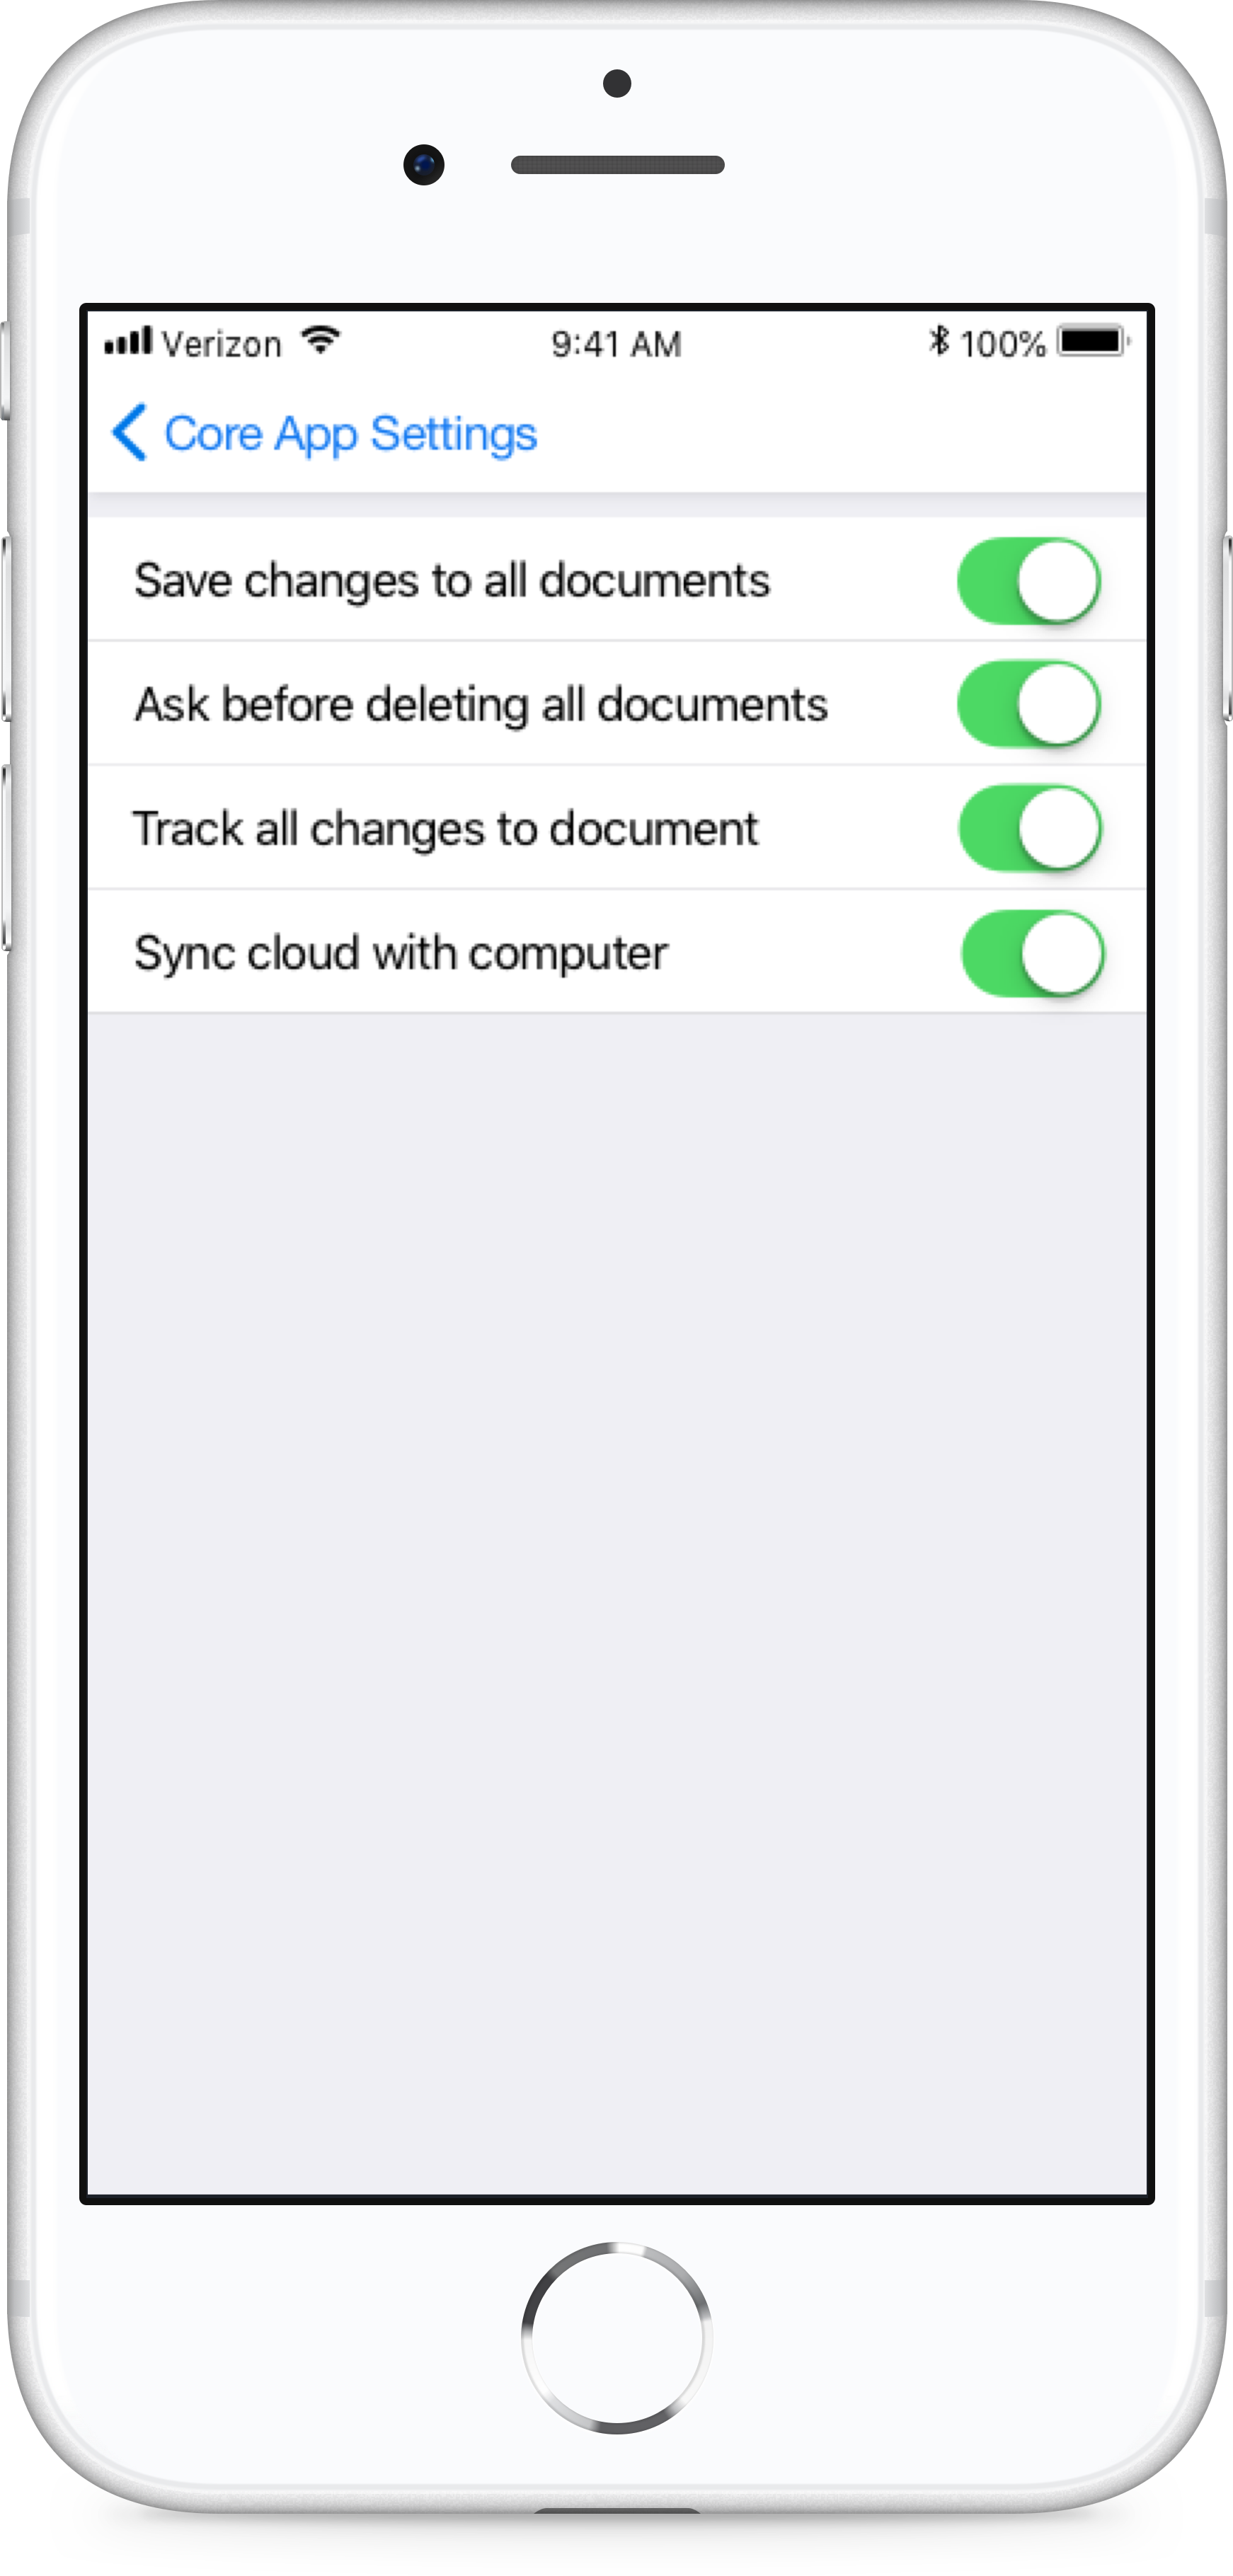 Verizon 9:41 AM 100%
Core App Settings
Save changes to all documents
Ask before deleting all documents
Track all changes to document
Sync cloud with computer